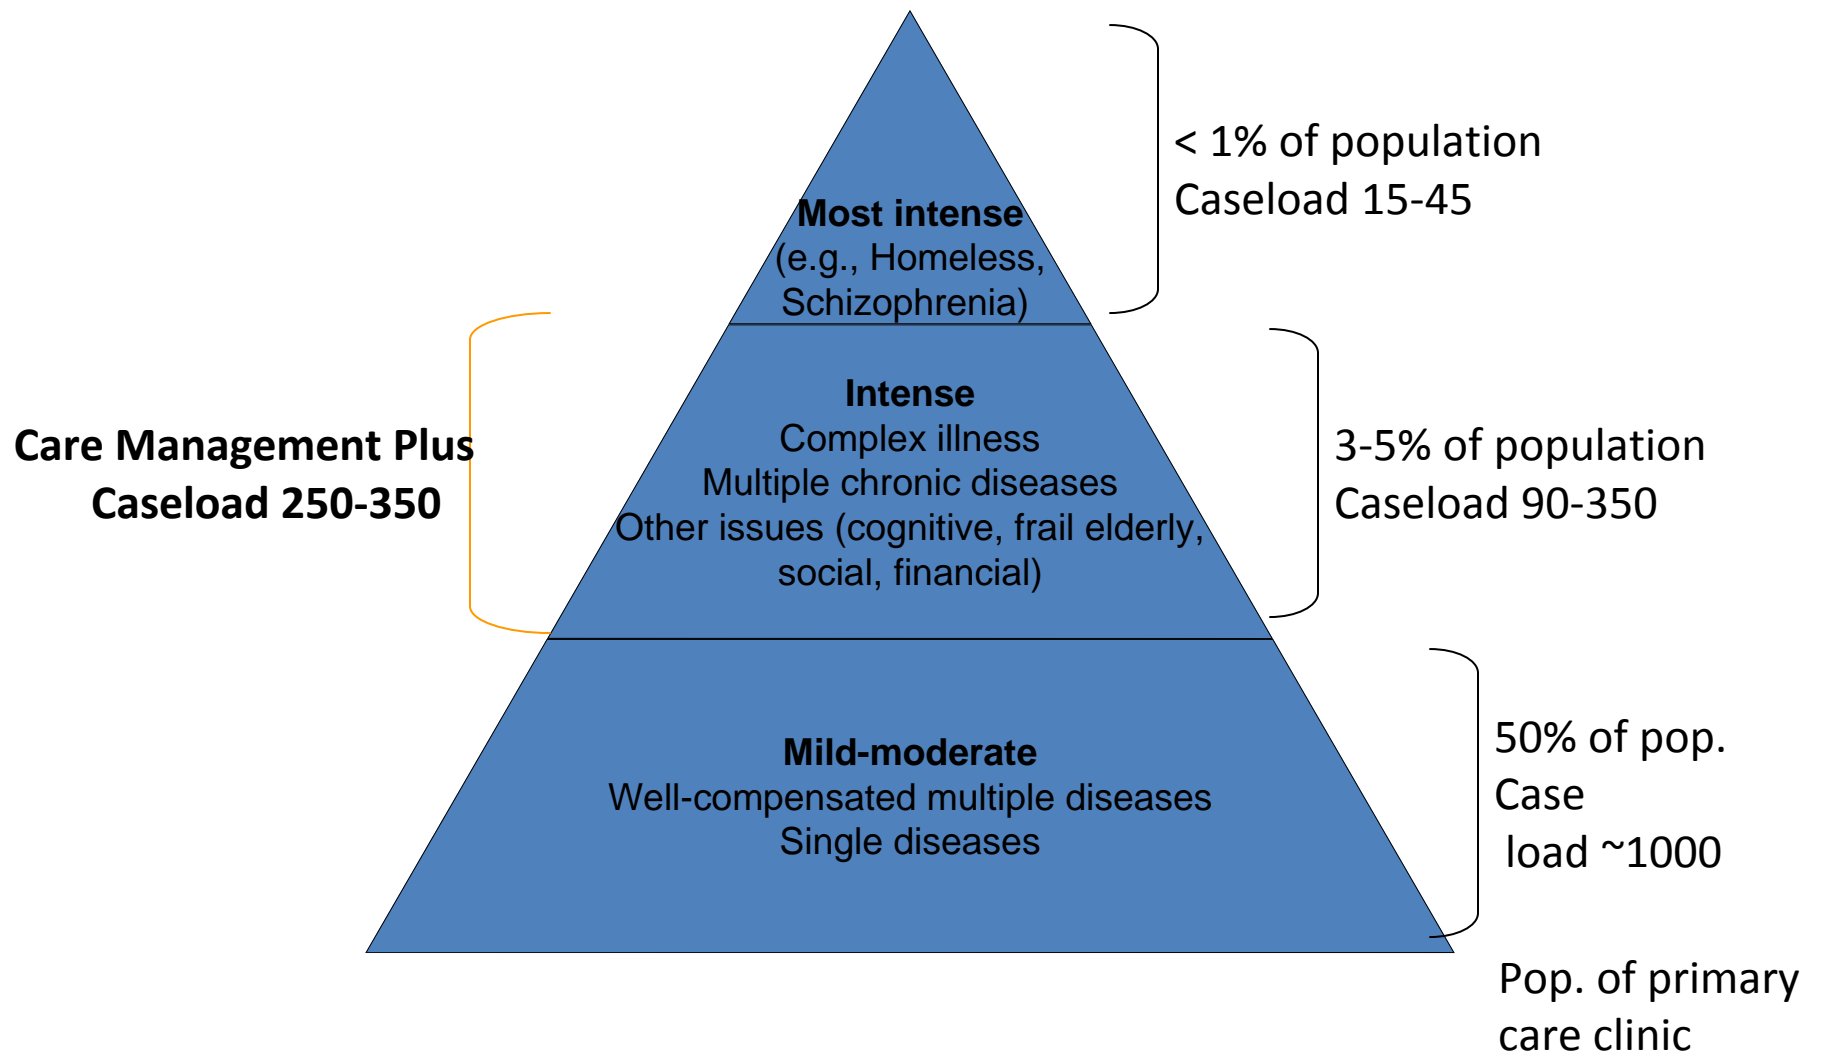 < 1% of population
Caseload 15-45
Most intense
(e.g., Homeless,
Schizophrenia)
Care Management Plus
Caseload 250-350
Intense
Complex illness
Multiple chronic diseases
Other issues (cognitive, frail elderly,
social, financial)
3-5% of population
Caseload 90-350
Mild-moderate
Well-compensated multiple diseases
Single diseases
50% of pop.
Case
load ~1000
Pop. of primary
care clinic